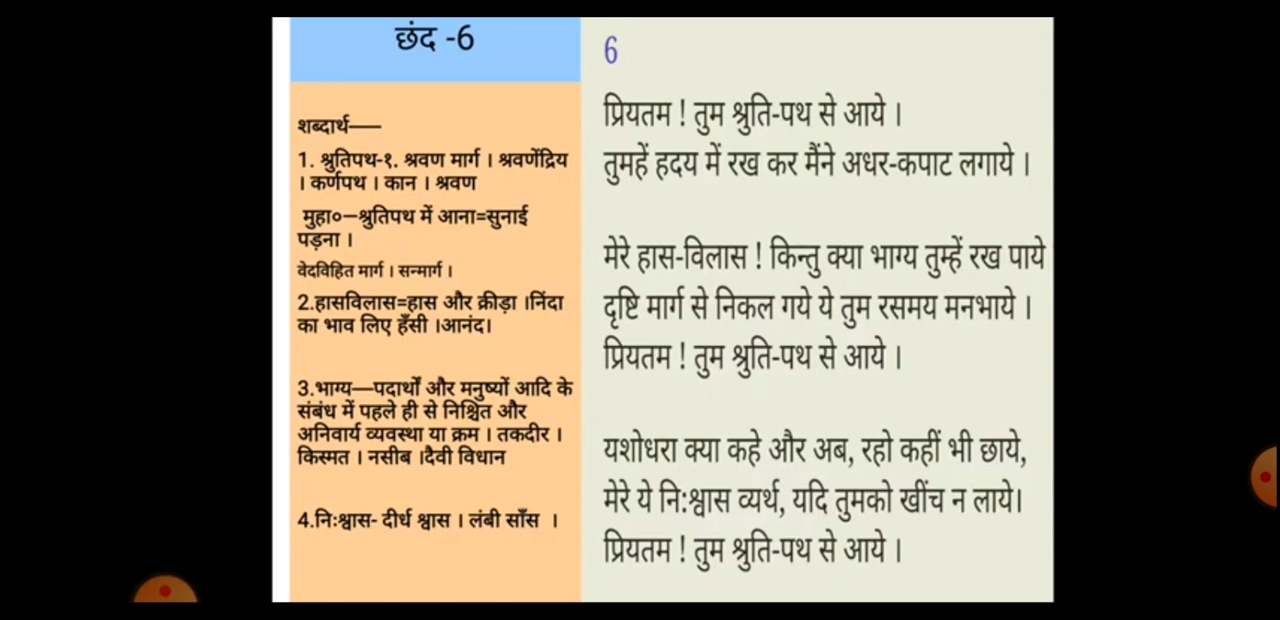 छंद -6
शब्दार्थ——
1. श्रुतिपथ-१. श्रवण मार्ग । श्रवणेंद्रिय
। कर्णपथ । कान । श्रवण
मुहा०—श्रुतिपथ में आना=सुनाई
पड़ना ।
वेदविहित मार्ग । सन्मार्ग ।
2.हासविलास=हास और क्रीड़ा ।निंदा
का भाव लिए हँसी ।आनंद।
3.भाग्य—पदार्थों और मनुष्यों आदि के
संबंध में पहले ही से निश्चित और
अनिवार्य व्यवस्था या क्रम । तकदीर ।
किस्मत । नसीब ।दैवी विधान
4.निःश्वास- दीर्ध श्वास । लंबी साँस ।
6
प्रियतम ! तुम श्रुति-पथ से आये ।
तुमहें हदय में रख कर मैंने अधर-कपाट लगाये ।
मेरे हास-विलास ! किन्तु क्या भाग्य तुम्हें रख पाये
दृष्टि मार्ग से निकल गये ये तुम रसमय मनभाये ।
प्रियतम ! तुम श्रुति-पथ से आये ।
यशोधरा क्या कहे और अब, रहो कहीं भी छाये,
मेरे ये नि:श्वास व्यर्थ, यदि तुमको खींच न लाये।
प्रियतम ! तुम श्रुति-पथ से आये ।